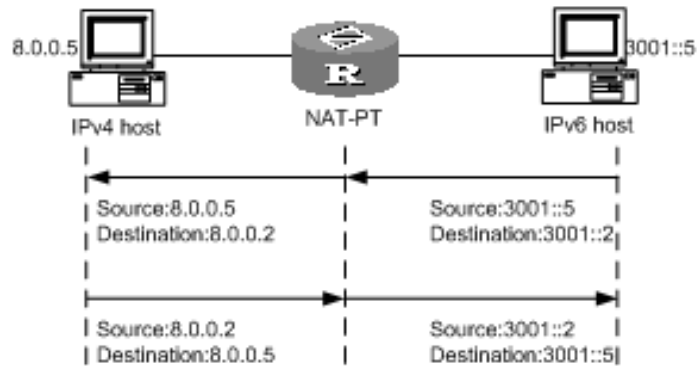 8.0.0.5
3001::5
R
IPv4 host
NAT-PT
IPv6 host
Source:8.0.0.5
Destination:8.0.0.2
Source:3001::5
Destination:3001::2
Source:8.0.0.2
Destination:8.0.0.5
Source:3001::2
Destination:3001::5